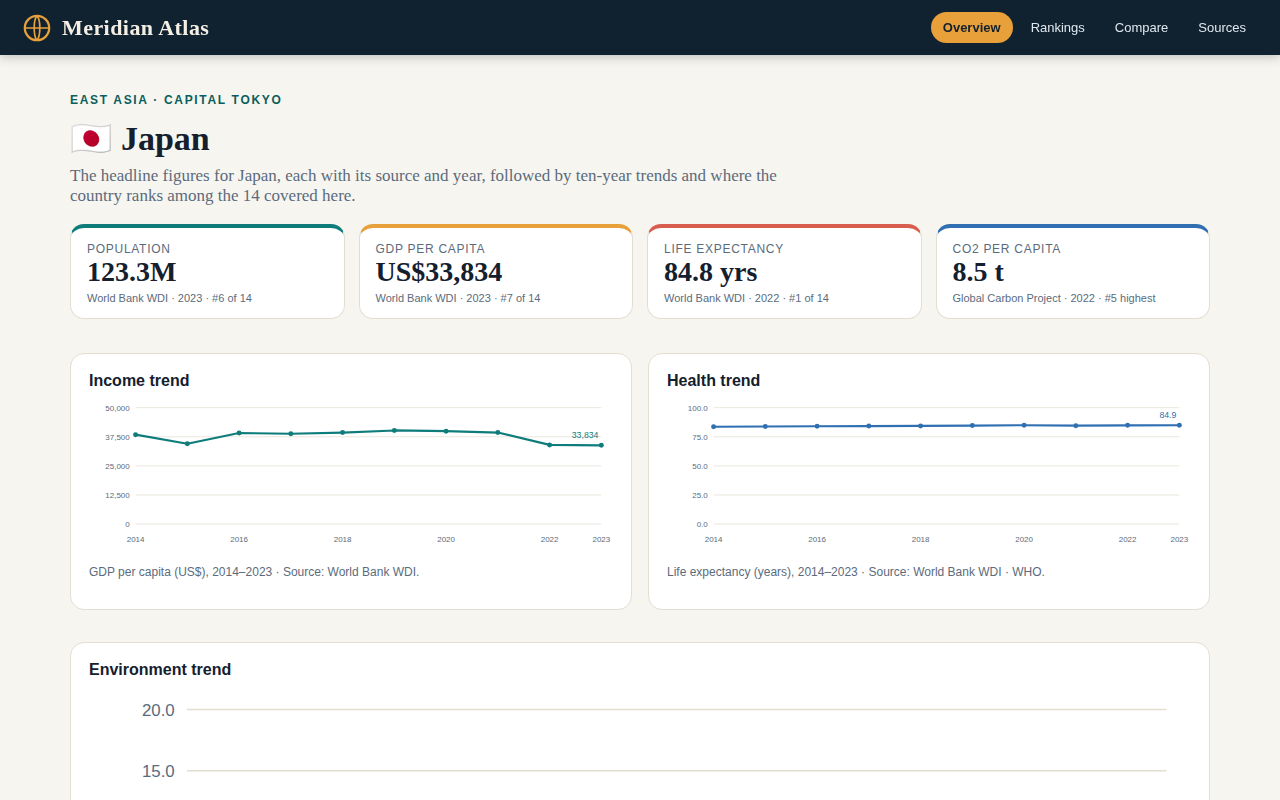 Meridian Atlas
Overview
Rankings
Compare
Sources
EAST ASIA · CAPITAL TOKYO
Japan
The headline figures for Japan, each with its source and year, followed by ten-year trends and where the
country ranks among the 14 covered here.
POPULATION
123.3M
World Bank WDI · 2023 · #6 of 14
GDP PER CAPITA
US$33,834
World Bank WDI · 2023 · #7 of 14
LIFE EXPECTANCY
84.8 yrs
World Bank WDI · 2022 · #1 of 14
CO2 PER CAPITA
8.5 t
Global Carbon Project · 2022 · #5 highest
Income trend
50,000
37,500
25,000
12,500
0
33,834
2014 2016 2018 2020 2022 2023
GDP per capita (US$), 2014–2023 · Source: World Bank WDI.
Health trend
100.0
75.0
50.0
25.0
0.0
84.9
2014 2016 2018 2020 2022 2023
Life expectancy (years), 2014–2023 · Source: World Bank WDI · WHO.
Environment trend
20.0
15.0